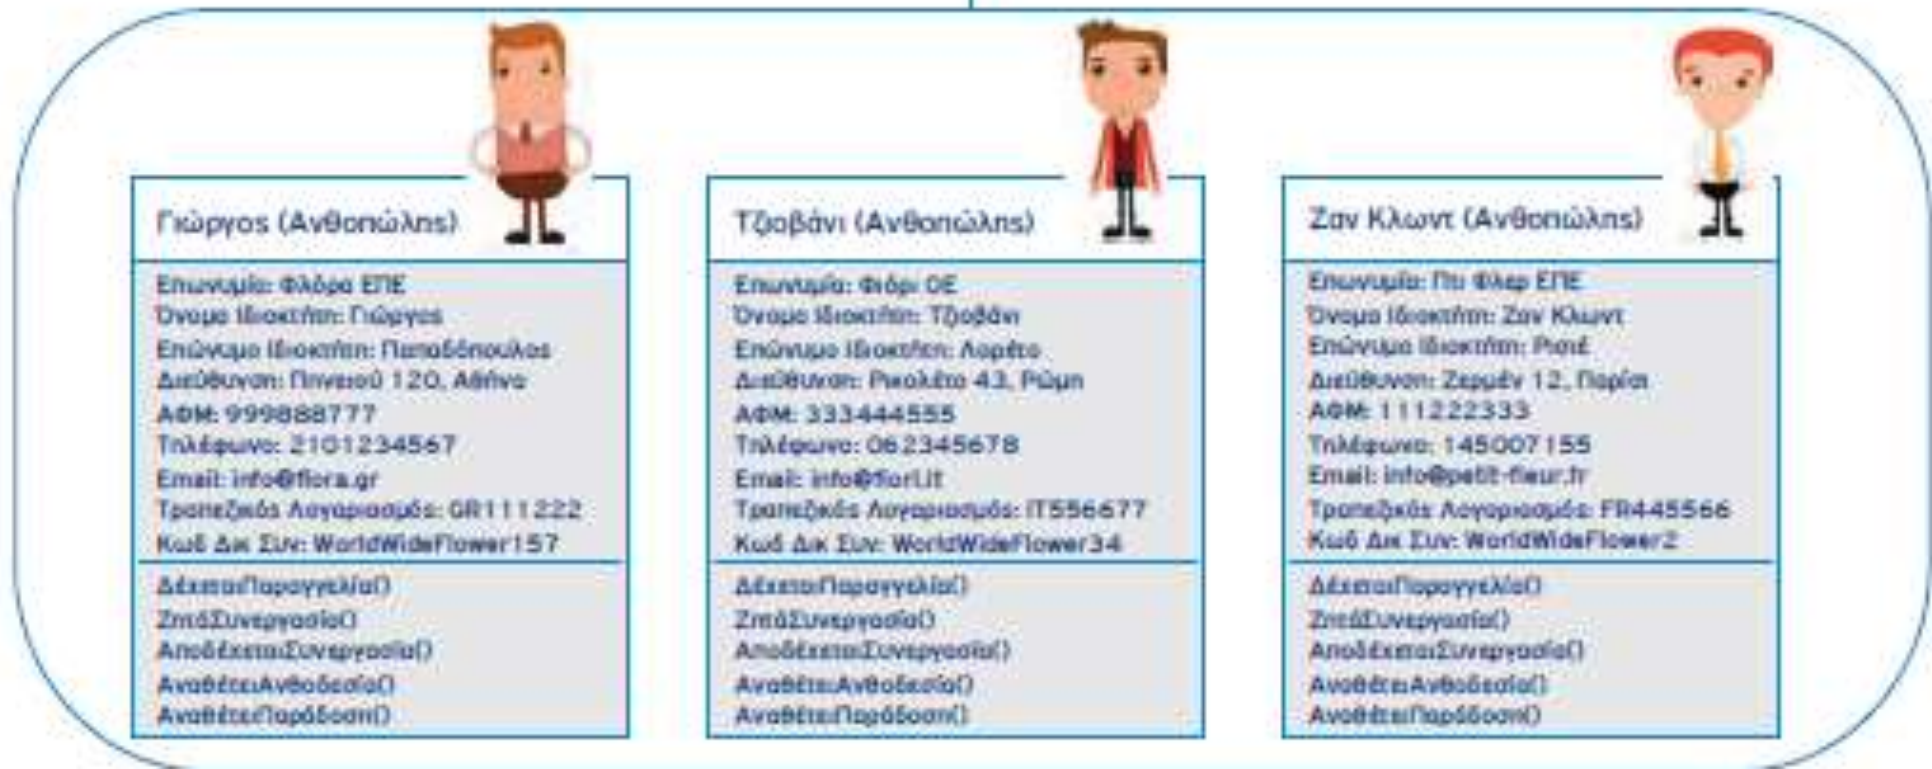 Γιώργος (Ανθοπώλης)
Επωνυμία: Φλόρα ΕΠΕ
Όνομα Ιδιοκτήτη: Γιώργος
Επώνυμο Ιδιοκτήτη: Παπαδόπουλος
Διεύθυνση: Πηνειού 120, Αθήνα
ΑΦΜ: 999888777
Τηλέφωνο: 2101234567
Email: info@flora.gr
Τραπεζικός Λογαριασμός: GR111222
Κωδ Δικ Συν: WorldWideFlower157
ΔέχεταιΠαραγγελία()
ΖητάΣυνεργασία()
ΑποδέχεταιΣυνεργασία()
ΑναθέτειΑνθοδεσία()
ΑναθέτειΠαράδοση()
Τζιοβάνι (Ανθοπώλης)
Επωνυμία: Φιόρι ΟΕ
Όνομα Ιδιοκτήτη: Τζιοβάνι
Επώνυμο Ιδιοκτήτη: Λορέτο
Διεύθυνση: Ρικολέτο 43, Ρώμη
ΑΦΜ: 333444555
Τηλέφωνο: 062345678
Email: info@fiori.it
Τραπεζικός Λογαριασμός: IT556677
Κωδ Δικ Συν: WorldWideFlower34
ΔέχεταιΠαραγγελία()
ΖητάΣυνεργασία()
ΑποδέχεταιΣυνεργασία()
ΑναθέτειΑνθοδεσία()
ΑναθέτειΠαράδοση()
Ζαν Κλωντ (Ανθοπώλης)
Επωνυμία: Πτι Φλερ ΕΠΕ
Όνομα Ιδιοκτήτη: Ζαν Κλωντ
Επώνυμο Ιδιοκτήτη: Ριστέ
Διεύθυνση: Ζερμέν 12, Παρίσι
ΑΦΜ: 111222333
Τηλέφωνο: 145007155
Email: info@petit-fleur.fr
Τραπεζικός Λογαριασμός: FR445566
Κωδ Δικ Συν: WorldWideFlower2
ΔέχεταιΠαραγγελία()
ΖητάΣυνεργασία()
ΑποδέχεταιΣυνεργασία()
ΑναθέτειΑνθοδεσία()
ΑναθέτειΠαράδοση()